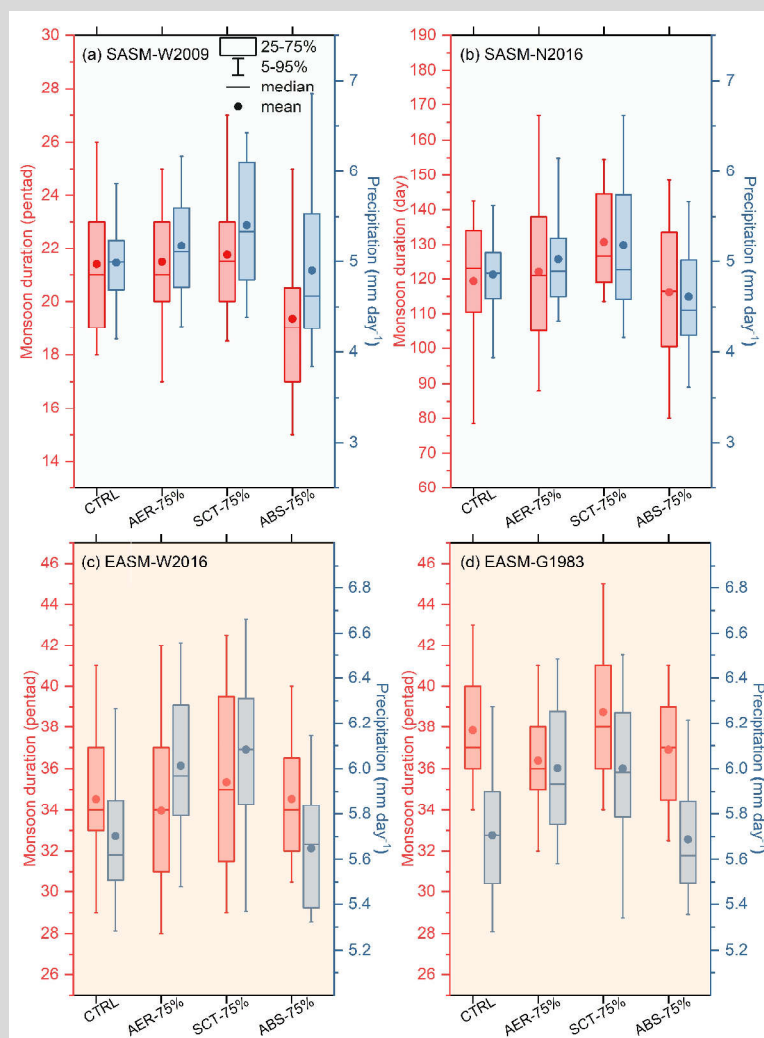 (a) SASM-W2009
25-75%
5-95%
median
mean
30
28
26
24
22
20
18
16
14
Monsoon duration (pentad)
7
6
5
4
3
Precipitation (mm day⁻¹)
CTRL
AER-75%
SCT-75%
ABS-75%
(b) SASM-N2016
190
180
170
160
150
140
130
120
110
100
90
80
70
60
Monsoon duration (day)
7
6
5
4
3
Precipitation (mm day⁻¹)
CTRL
AER-75%
SCT-75%
ABS-75%
(c) EASM-W2016
46
44
42
40
38
36
34
32
30
28
26
Monsoon duration (pentad)
6.8
6.6
6.4
6.2
6.0
5.8
5.6
5.4
5.2
Precipitation (mm day⁻¹)
CTRL
AER-75%
SCT-75%
ABS-75%
(d) EASM-G1983
46
44
42
40
38
36
34
32
30
28
26
Monsoon duration (pentad)
6.8
6.6
6.4
6.2
6.0
5.8
5.6
5.4
5.2
Precipitation (mm day⁻¹)
CTRL
AER-75%
SCT-75%
ABS-75%